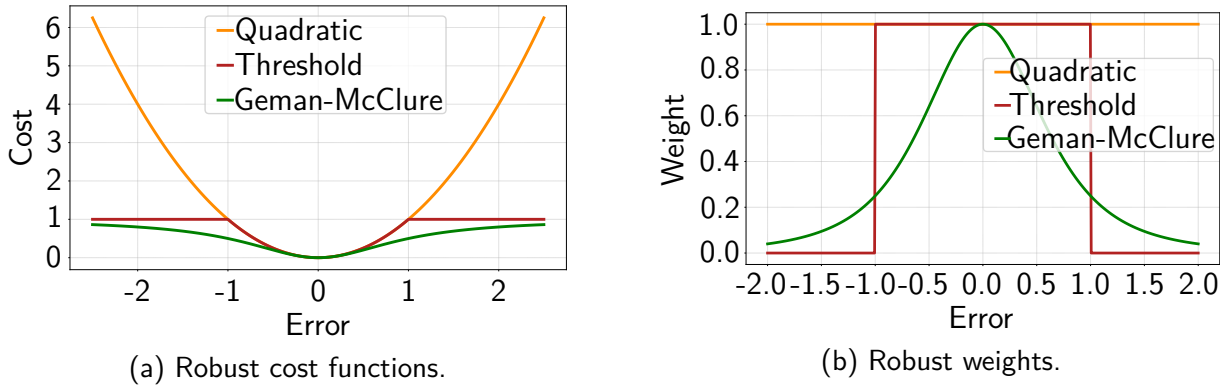 6
5
4
3
2
1
0
Cost
Quadratic
Threshold
Geman-McClure
-2 -1 0 1 2
Error
(a) Robust cost functions.
1.0
0.8
0.6
0.4
0.2
0.0
Weight
Quadratic
Threshold
Geman-McClure
-2.0 -1.5 -1.0 -0.5 0.0 0.5 1.0 1.5 2.0
Error
(b) Robust weights.